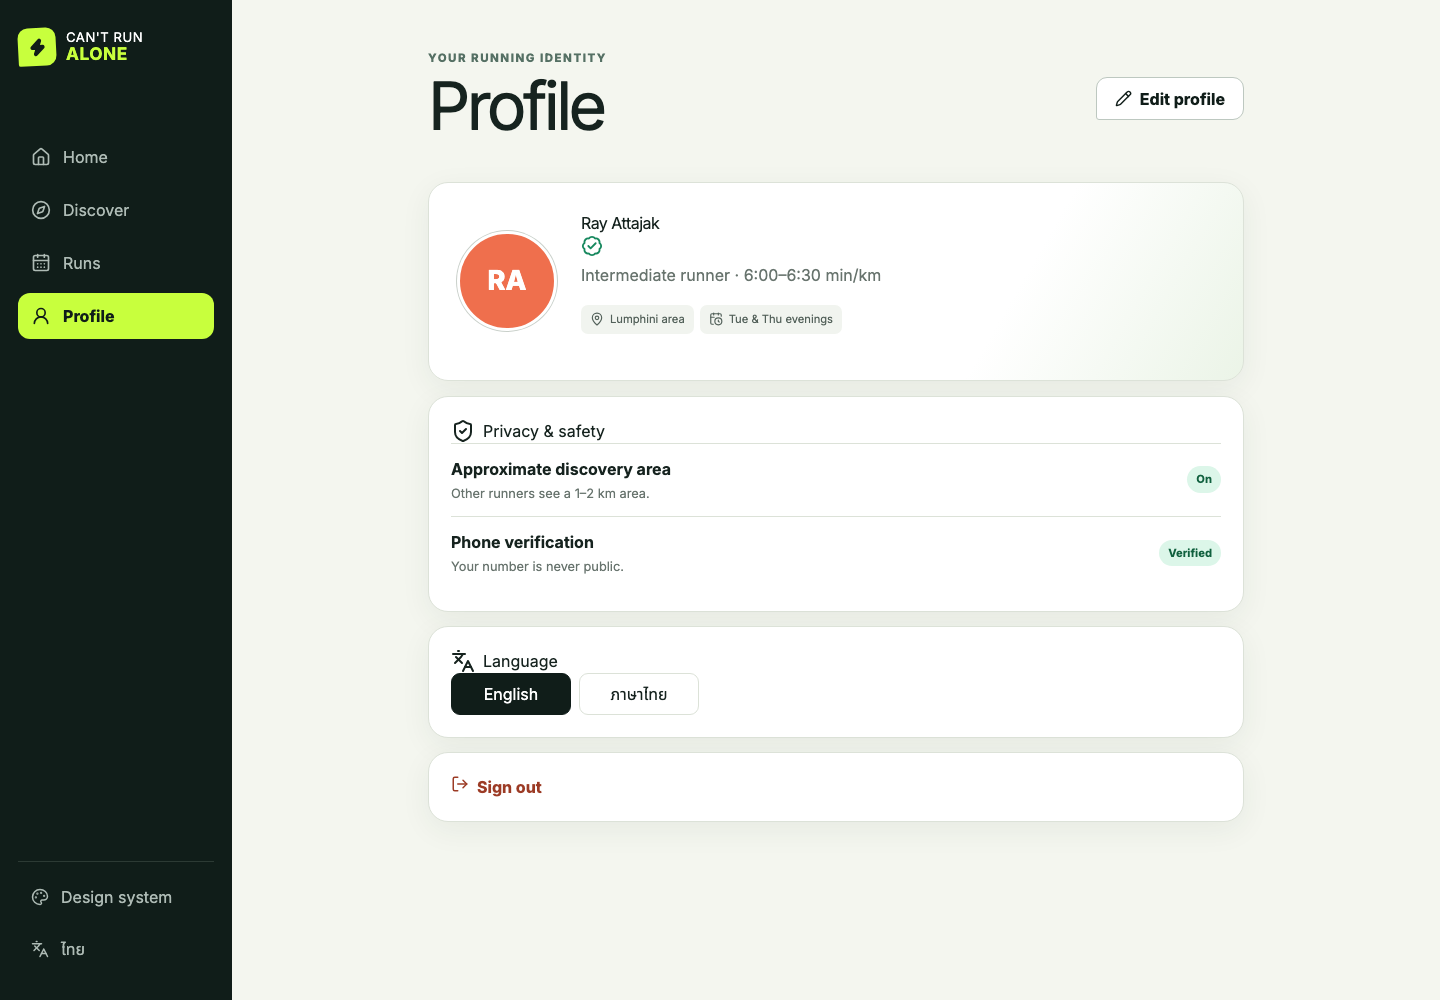 CAN'T RUN
ALONE
Home
Discover
Runs
Profile
Design system
ไทย
YOUR RUNNING IDENTITY
Profile
Edit profile
RA
Ray Attajak
Intermediate runner · 6:00–6:30 min/km
Lumphini area
Tue & Thu evenings
Privacy & safety
Approximate discovery area
Other runners see a 1–2 km area.
On
Phone verification
Your number is never public.
Verified
Language
English
ภาษาไทย
Sign out